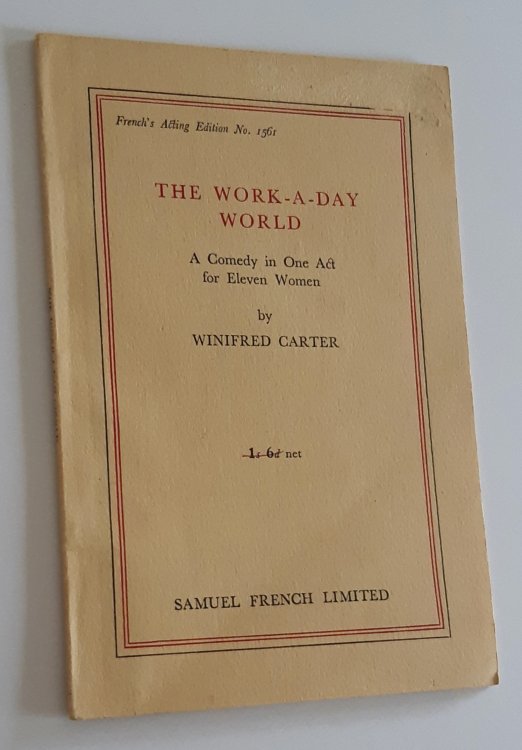 French's Acting Edition No. 1561
THE WORK-A-DAY
WORLD
A Comedy in One Act
for Eleven Women
by
WINIFRED CARTER
1s 6d net
SAMUEL FRENCH LIMITED